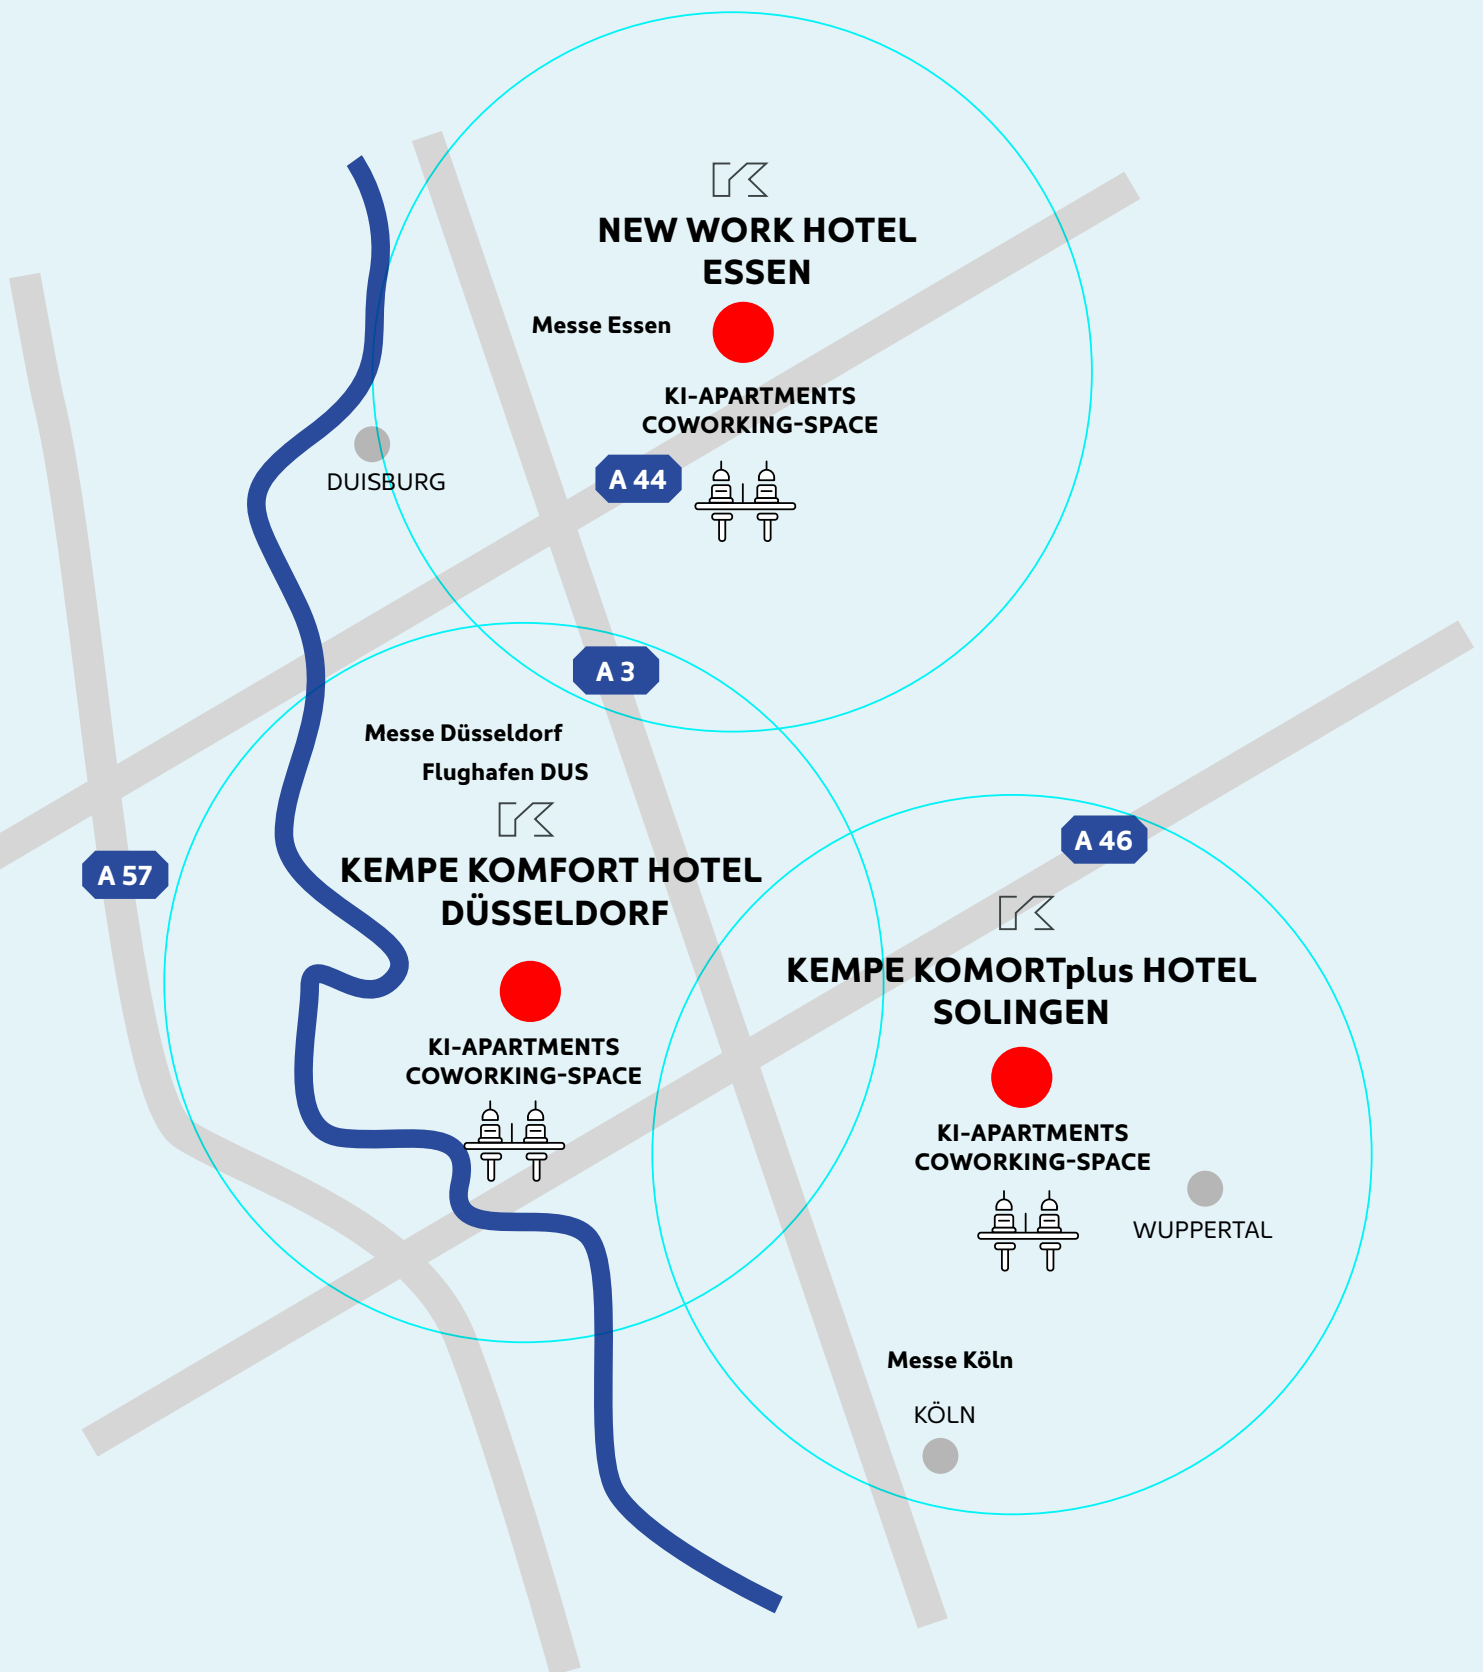 NEW WORK HOTEL
ESSEN
Messe Essen
KI-APARTMENTS
COWORKING-SPACE
A 44
DUISBURG
A 3
Messe Düsseldorf
Flughafen DUS
KEMPE KOMFORT HOTEL
DÜSSELDORF
A 57
A 46
KEMPE KOMORTplus HOTEL
SOLINGEN
KI-APARTMENTS
COWORKING-SPACE
KI-APARTMENTS
COWORKING-SPACE
WUPPERTAL
Messe Köln
KÖLN